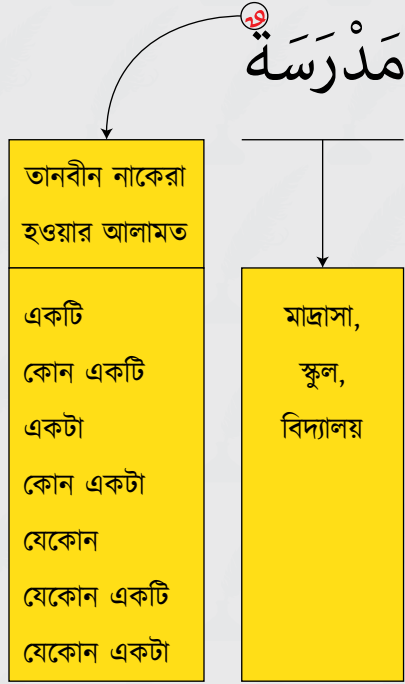 مَدْرَسَةٌ
তানবীন নাকেরা
হওয়ার আলামত
একটি
কোন একটি
একটা
কোন একটা
যেকোন
যেকোন একটি
যেকোন একটা
মাদ্রাসা,
স্কুল,
বিদ্যালয়